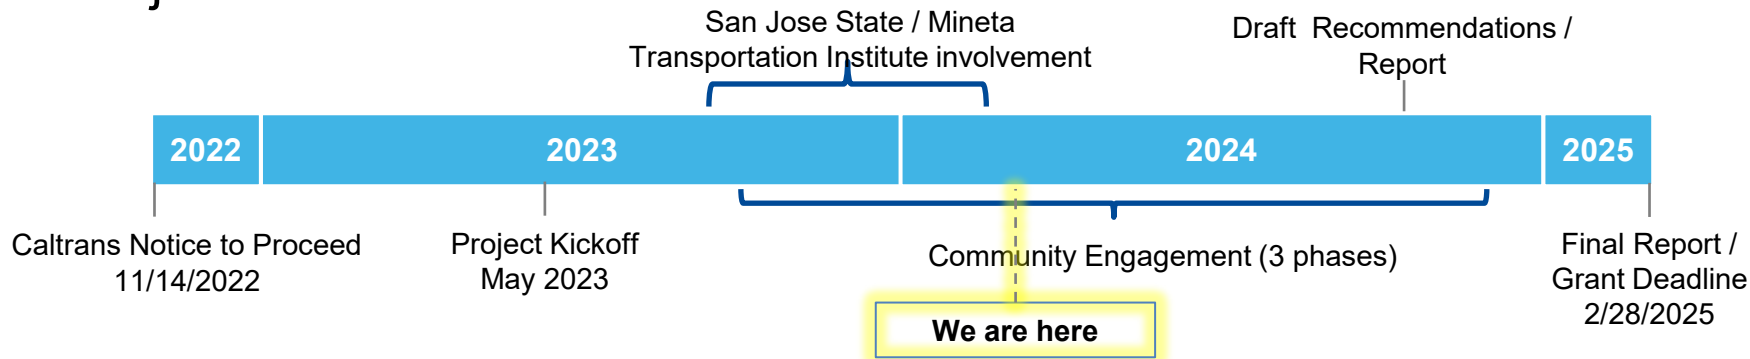 San Jose State / Mineta
Transportation Institute involvement
Draft Recommendations /
Report
2022
2023
2024
2025
Caltrans Notice to Proceed
11/14/2022
Project Kickoff
May 2023
Community Engagement (3 phases)
Final Report /
Grant Deadline
2/28/2025
We are here